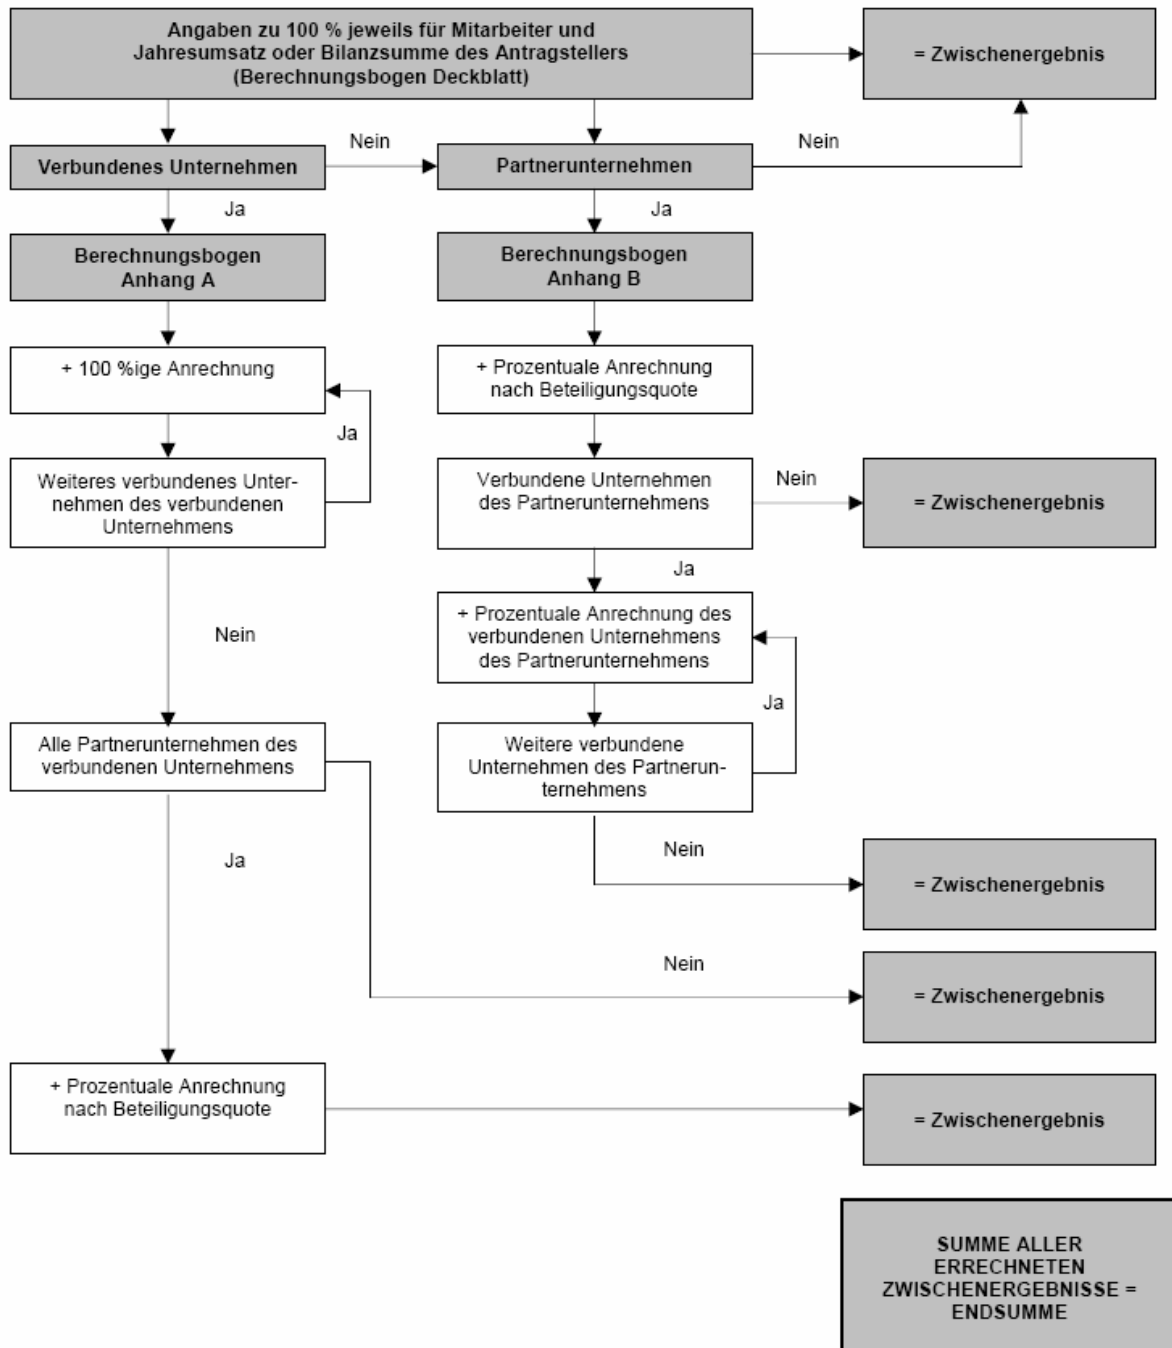 Angaben zu 100 % jeweils für Mitarbeiter und
Jahresumsatz oder Bilanzsumme des Antragstellers
(Berechnungsbogen Deckblatt)
= Zwischenergebnis
Nein
Nein
Verbundenes Unternehmen
Partnerunternehmen
Ja
Ja
Berechnungsbogen
Anhang A
Berechnungsbogen
Anhang B
+ 100 %ige Anrechnung
+ Prozentuale Anrechnung
nach Beteiligungsquote
Ja
Weiteres verbundenes Unter-
nehmen des verbundenen
Unternehmens
Verbundene Unternehmen
des Partnerunternehmens
Nein
= Zwischenergebnis
Ja
Nein
+ Prozentuale Anrechnung des
verbundenen Unternehmens
des Partnerunternehmens
Ja
Alle Partnerunternehmen des
verbundenen Unternehmens
Weitere verbundene
Unternehmen des Partnerun-
ternehmens
Ja
Nein
= Zwischenergebnis
Nein
= Zwischenergebnis
+ Prozentuale Anrechnung
nach Beteiligungsquote
= Zwischenergebnis
SUMME ALLER
ERRECHNETEN
ZWISCHENERGEBNISSE =
ENDSUMME